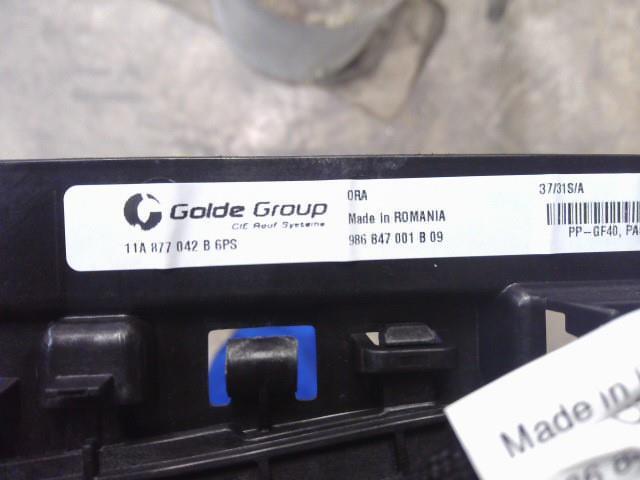 Golde Group
CIE Roof Systems
11A 877 042 B 6PS
ORA
Made in ROMANIA
986 847 001 B 09
37/31S/A
PP-GF40, PA
Made in